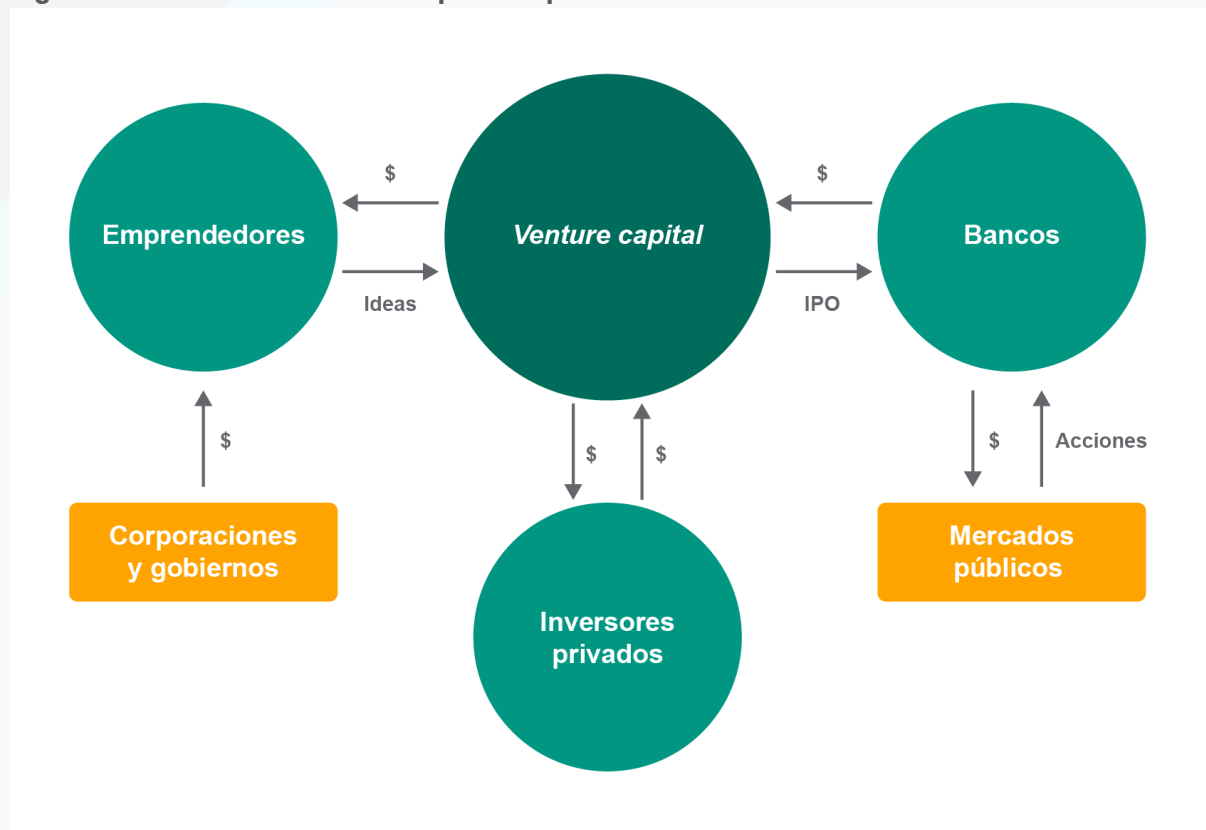 $
$
Emprendedores
Venture capital
Bancos
Ideas
IPO
$
$
$
$
Acciones
Corporaciones
y gobiernos
Mercados
públicos
Inversores
privados